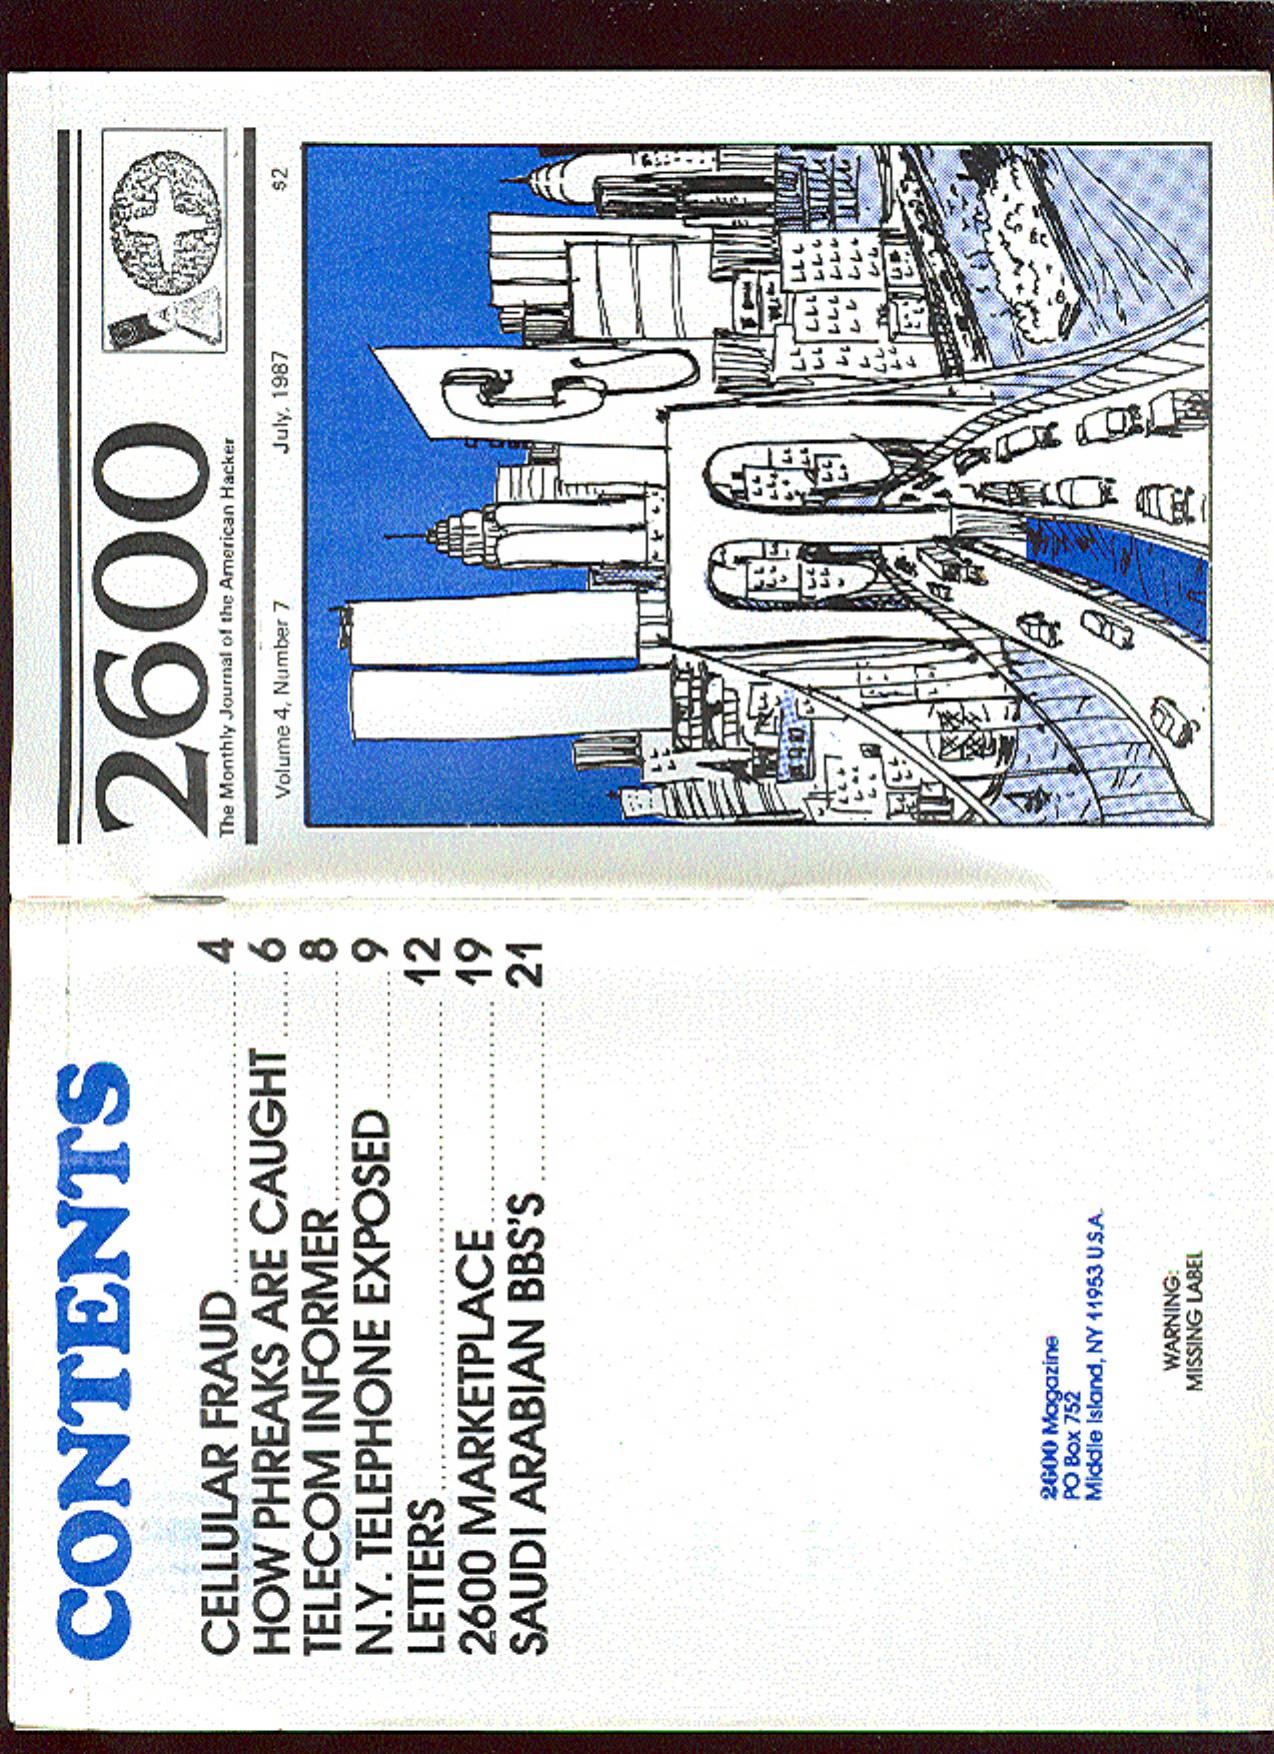 CONTENTS
CELLULAR FRAUD 4
HOW PHREAKS ARE CAUGHT 6
TELECOM INFORMER 8
N.Y. TELEPHONE EXPOSED 9
LETTERS 12
2600 MARKETPLACE 19
SAUDI ARABIAN BBS'S 21
2600 Magazine
PO Box 752
Middle Island, NY 11953 U.S.A.
WARNING:
MISSING LABEL
2600
The Monthly Journal of the American Hacker
Volume 4, Number 7 July, 1987 $2